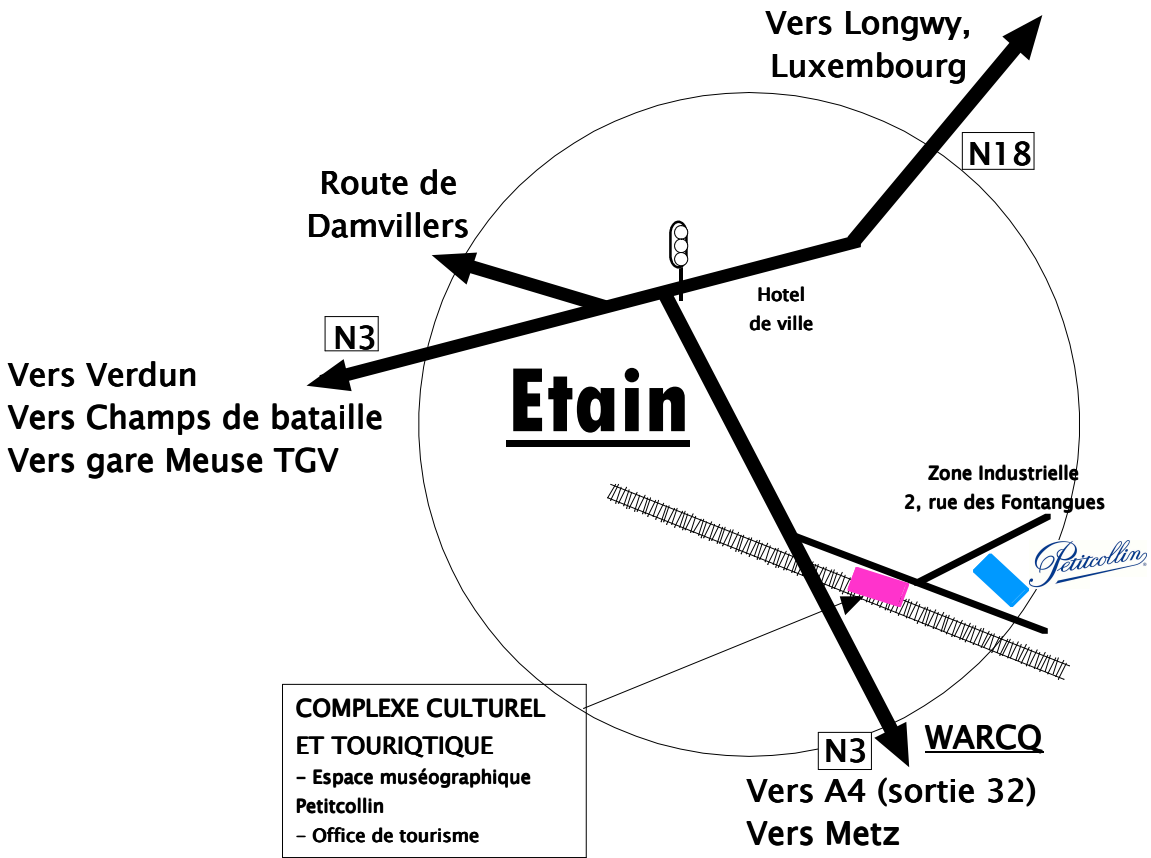 Vers Longwy,
Luxembourg
N18
Route de
Damvillers
Hotel
de ville
N3
Vers Verdun
Vers Champs de bataille
Vers gare Meuse TGV
Etain
Zone Industrielle
2, rue des Fontangues
Petitcollin
COMPLEXE CULTUREL
ET TOURIQTIQUE
- Espace muséographique
Petitcollin
- Office de tourisme
WARCQ
N3
Vers A4 (sortie 32)
Vers Metz